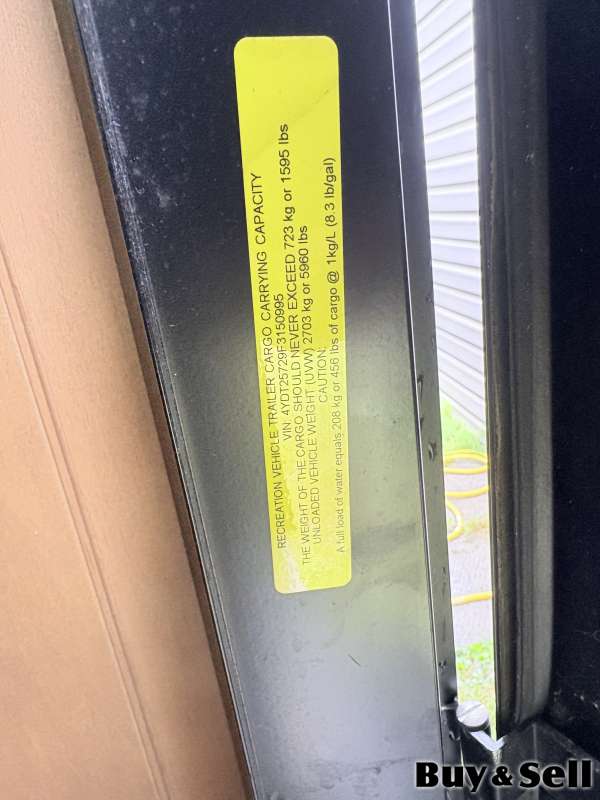 RECREATION VEHICLE TRAILER CARGO CARRYING CAPACITY
VIN: 4YDT25729F3150995
THE WEIGHT OF THE CARGO SHOULD NEVER EXCEED 723 kg or 1595 lbs
UNLOADED VEHICLE WEIGHT (UVW) 2703 kg or 5960 lbs
CAUTION:
A full load of water equals 208 kg or 456 lbs of cargo @ 1kg/L (8.3 lb/gal)
Buy & Sell